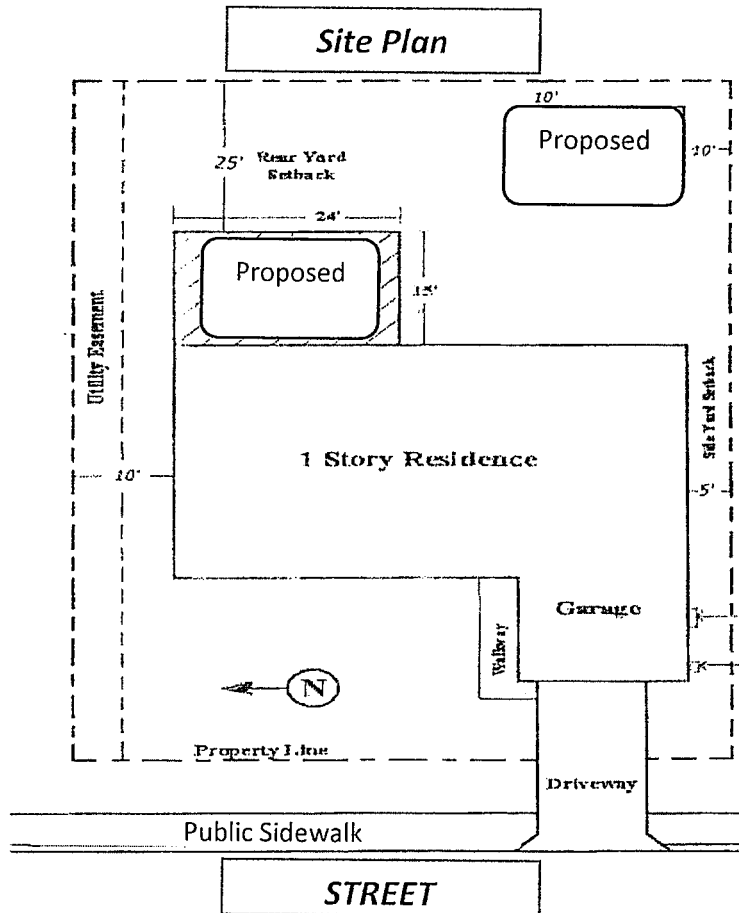 Site Plan
10'
Proposed
10'
25'
Rear Yard
Setback
24'
Proposed
15'
Utility Easement
Side Yard Setback
1 Story Residence
10'
5'
Garage
Walkway
N
Property Line
Driveway
Public Sidewalk
STREET